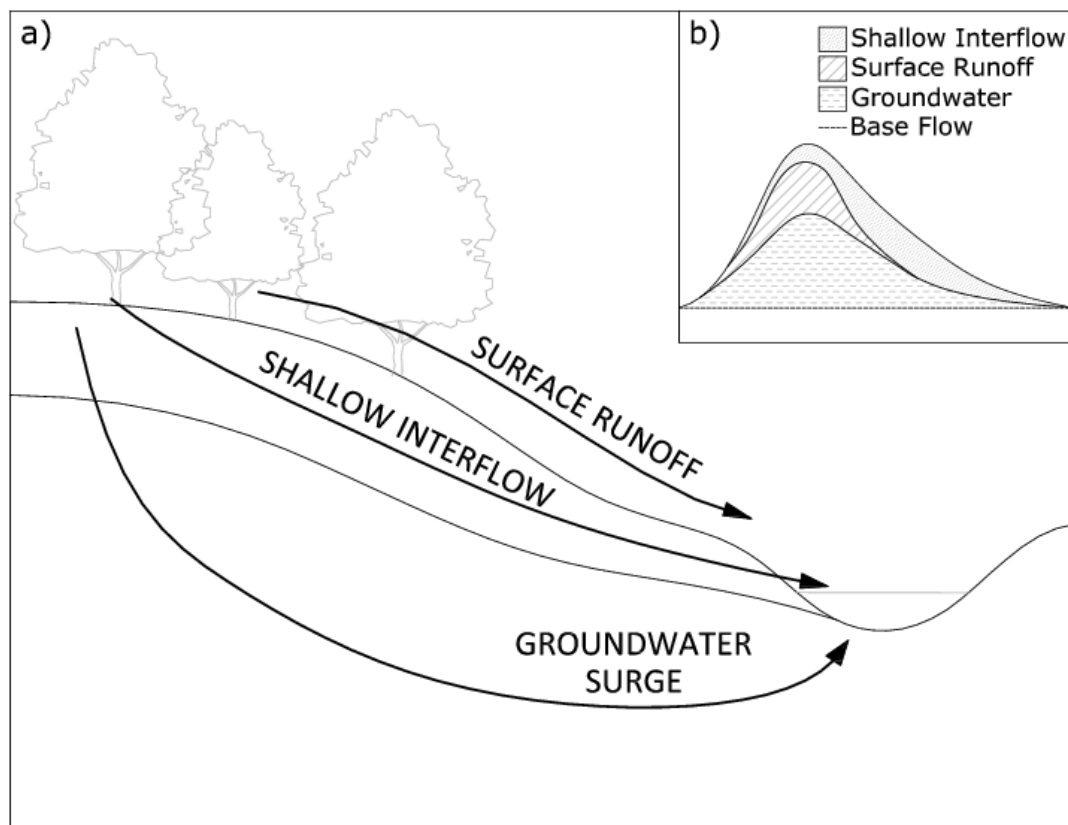 a)
b)
Shallow Interflow
Surface Runoff
Groundwater
Base Flow
SURFACE RUNOFF
SHALLOW INTERFLOW
GROUNDWATER
SURGE